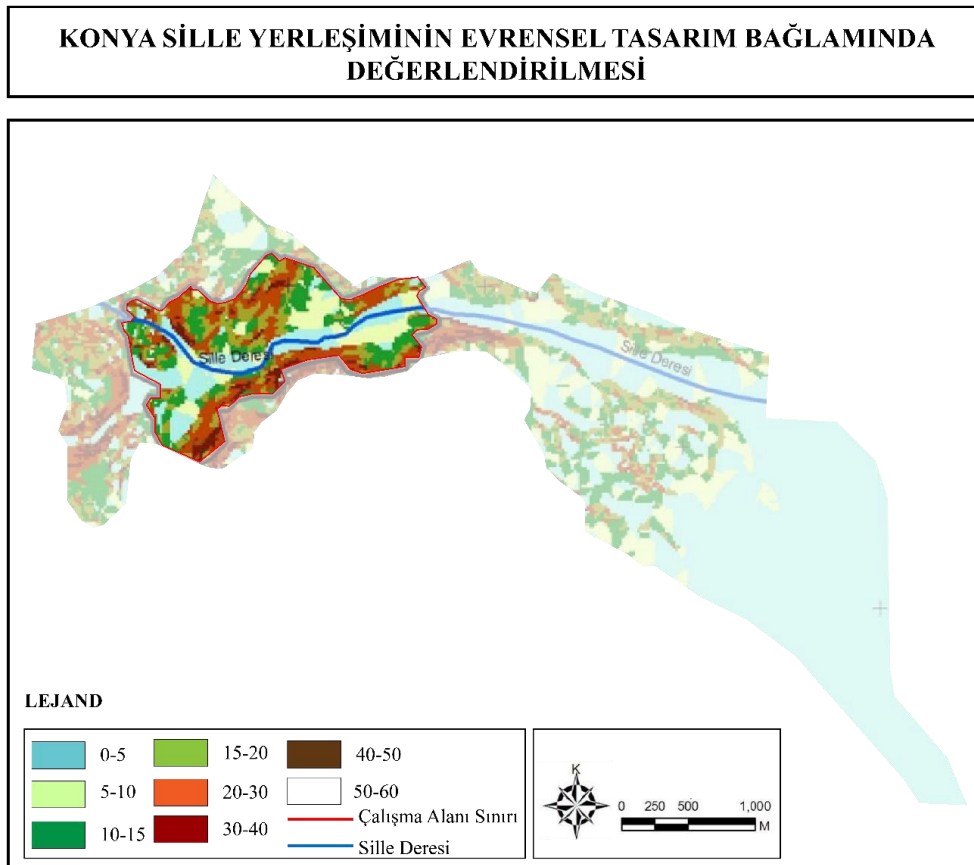 KONYA SİLLE YERLEŞİMİNİN EVRENSEL TASARIM BAĞLAMINDA
DEĞERLENDİRİLMESİ
Sille Deresi
Sille Deresi
LEJAND
0-5
15-20
40-50
5-10
20-30
50-60
10-15
30-40
Çalışma Alanı Sınırı
Sille Deresi
K
0 250 500 1,000
M